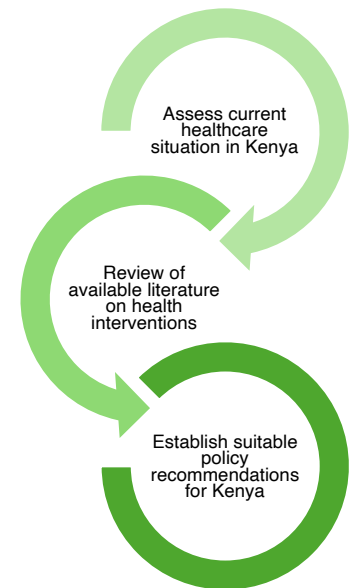 Assess current
healthcare
situation in Kenya
Review of
available literature
on health
interventions
Establish suitable
policy
recommendations
for Kenya